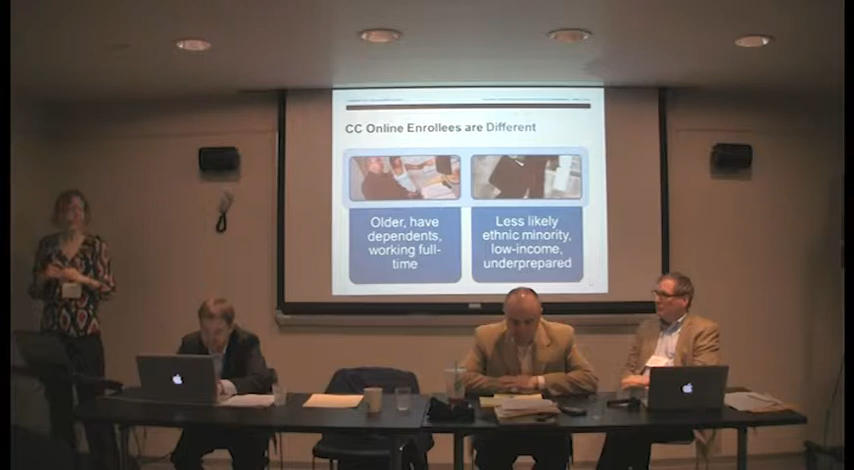 CC Online Enrollees are Different
Older, have
dependents,
working full-
time
Less likely
ethnic minority,
low-income,
underprepared